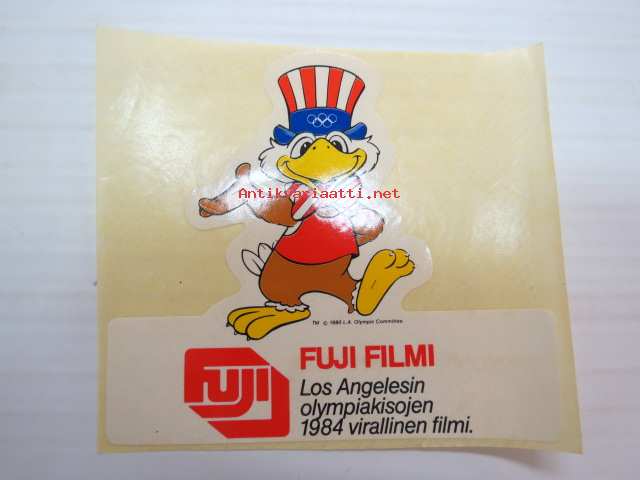 Antikvariaatti.net
TM © 1980 L.A. Olympic Committee
FUJI
FUJI FILMI
Los Angelesin
olympiakisojen
1984 virallinen filmi.